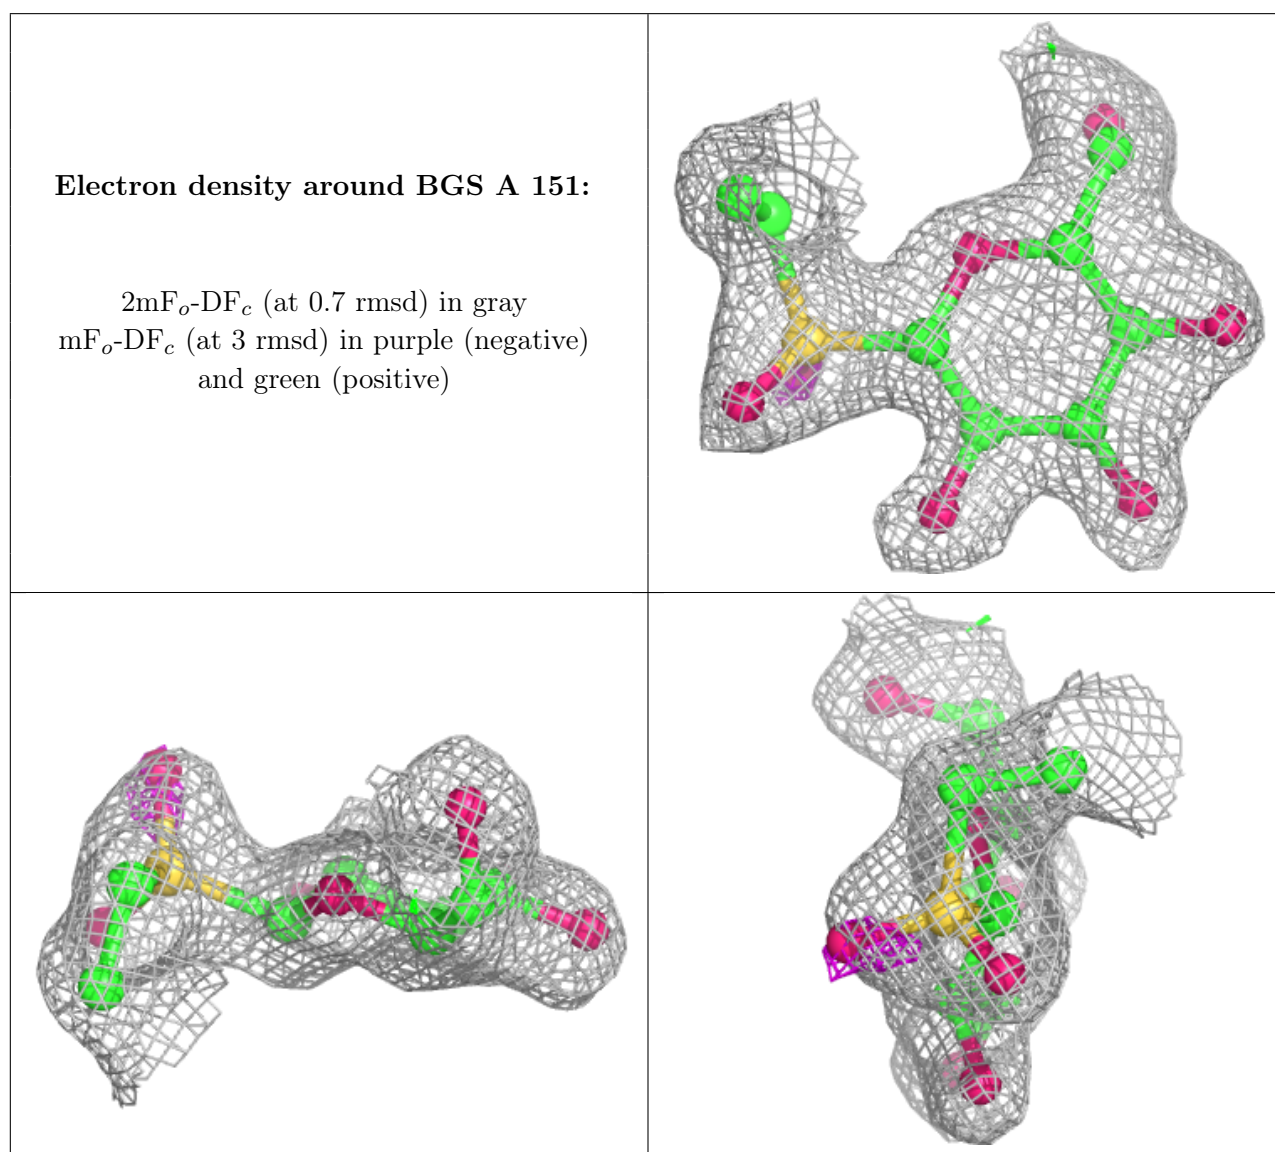 Electron density around BGS A 151:
2mFo-DFc (at 0.7 rmsd) in gray
mFo-DFc (at 3 rmsd) in purple (negative)
and green (positive)